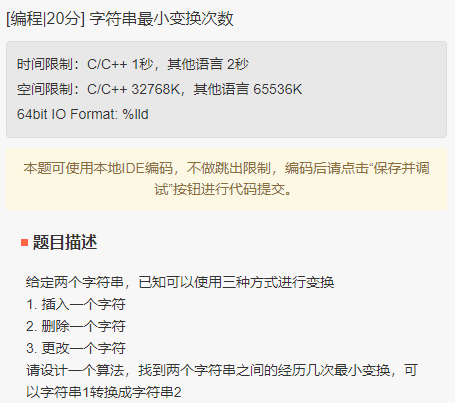 [编程|20分] 字符串最小变换次数
时间限制：C/C++ 1秒，其他语言 2秒
空间限制：C/C++ 32768K，其他语言 65536K
64bit IO Format: %lld
本题可使用本地IDE编码，不做跳出限制，编码后请点击“保存并调
试”按钮进行代码提交。
题目描述
给定两个字符串，已知可以使用三种方式进行变换
1. 插入一个字符
2. 删除一个字符
3. 更改一个字符
请设计一个算法，找到两个字符串之间的经历几次最小变换，可
以字符串1转换成字符串2